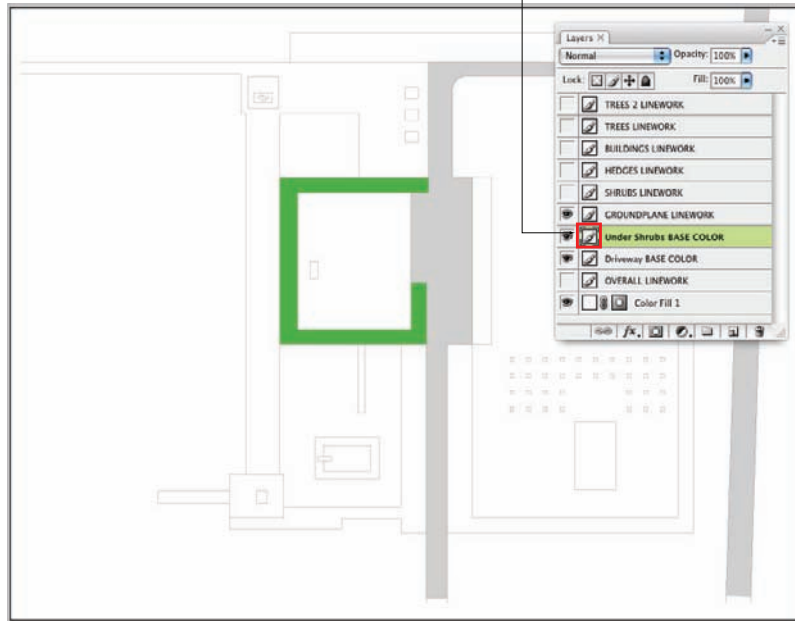 Layers
Normal Opacity: 100%
Lock: Fill: 100%
TREES 2 LINEWORK
TREES LINEWORK
BUILDINGS LINEWORK
HEDGES LINEWORK
SHRUBS LINEWORK
GROUNDPLANE LINEWORK
Under Shrubs BASE COLOR
Driveway BASE COLOR
OVERALL LINEWORK
Color Fill 1
fx.